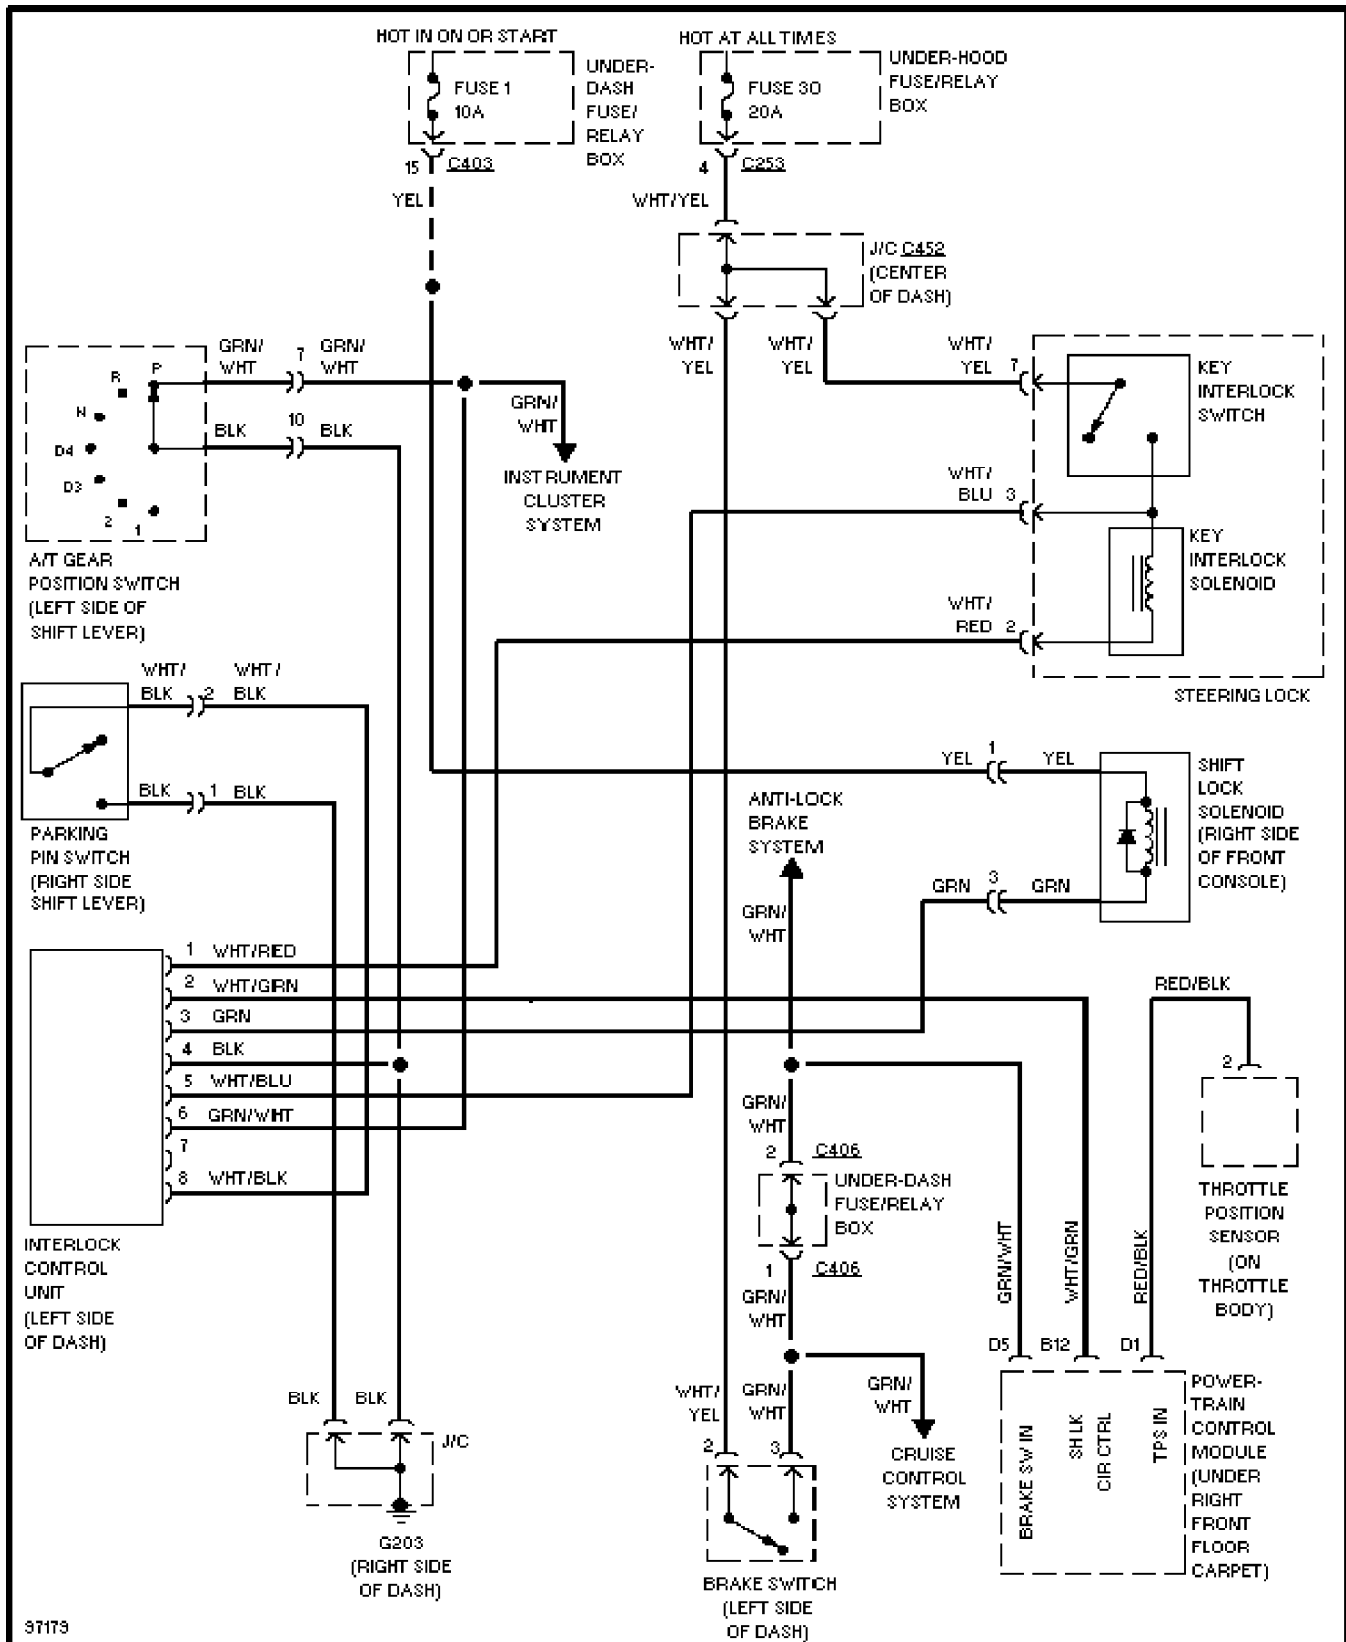 HOT IN ON OR START
FUSE 1
10A
UNDER-
DASH
FUSE/
RELAY
BOX
15
C403
YEL
HOT AT ALL TIMES
FUSE 30
20A
UNDER-HOOD
FUSE/RELAY
BOX
4
C253
WHT/YEL
J/C C452
(CENTER
OF DASH)
WHT/
YEL
WHT/
YEL
WHT/
YEL
7
KEY
INTERLOCK
SWITCH
WHT/
BLU
3
KEY
INTERLOCK
SOLENOID
WHT/
RED
2
STEERING LOCK
GRN/
WHT
7
GRN/
WHT
P
R
N
D4
D3
2
1
BLK
10
BLK
GRN/
WHT
INSTRUMENT
CLUSTER
SYSTEM
A/T GEAR
POSITION SWITCH
(LEFT SIDE OF
SHIFT LEVER)
WHT/
BLK
2
WHT/
BLK
BLK
1
BLK
PARKING
PIN SWITCH
(RIGHT SIDE
SHIFT LEVER)
YEL
1
YEL
SHIFT
LOCK
SOLENOID
(RIGHT SIDE
OF FRONT
CONSOLE)
GRN
3
GRN
ANTI-LOCK
BRAKE
SYSTEM
GRN/
WHT
1 WHT/RED
2 WHT/GRN
3 GRN
4 BLK
5 WHT/BLU
6 GRN/WHT
7
8 WHT/BLK
INTERLOCK
CONTROL
UNIT
(LEFT SIDE
OF DASH)
RED/BLK
2
THROTTLE
POSITION
SENSOR
(ON
THROTTLE
BODY)
GRN/
WHT
2
C406
UNDER-DASH
FUSE/RELAY
BOX
1
C406
GRN/
WHT
GRN/WHT
WHT/GRN
RED/BLK
D5
B12
D1
BRAKE SW IN
SH LK
CIR CTRL
TPS IN
POWER-
TRAIN
CONTROL
MODULE
(UNDER
RIGHT
FRONT
FLOOR
CARPET)
BLK
BLK
J/C
G203
(RIGHT SIDE
OF DASH)
WHT/
YEL
2
GRN/
WHT
3
GRN/
WHT
CRUISE
CONTROL
SYSTEM
BRAKE SWITCH
(LEFT SIDE
OF DASH)
97179